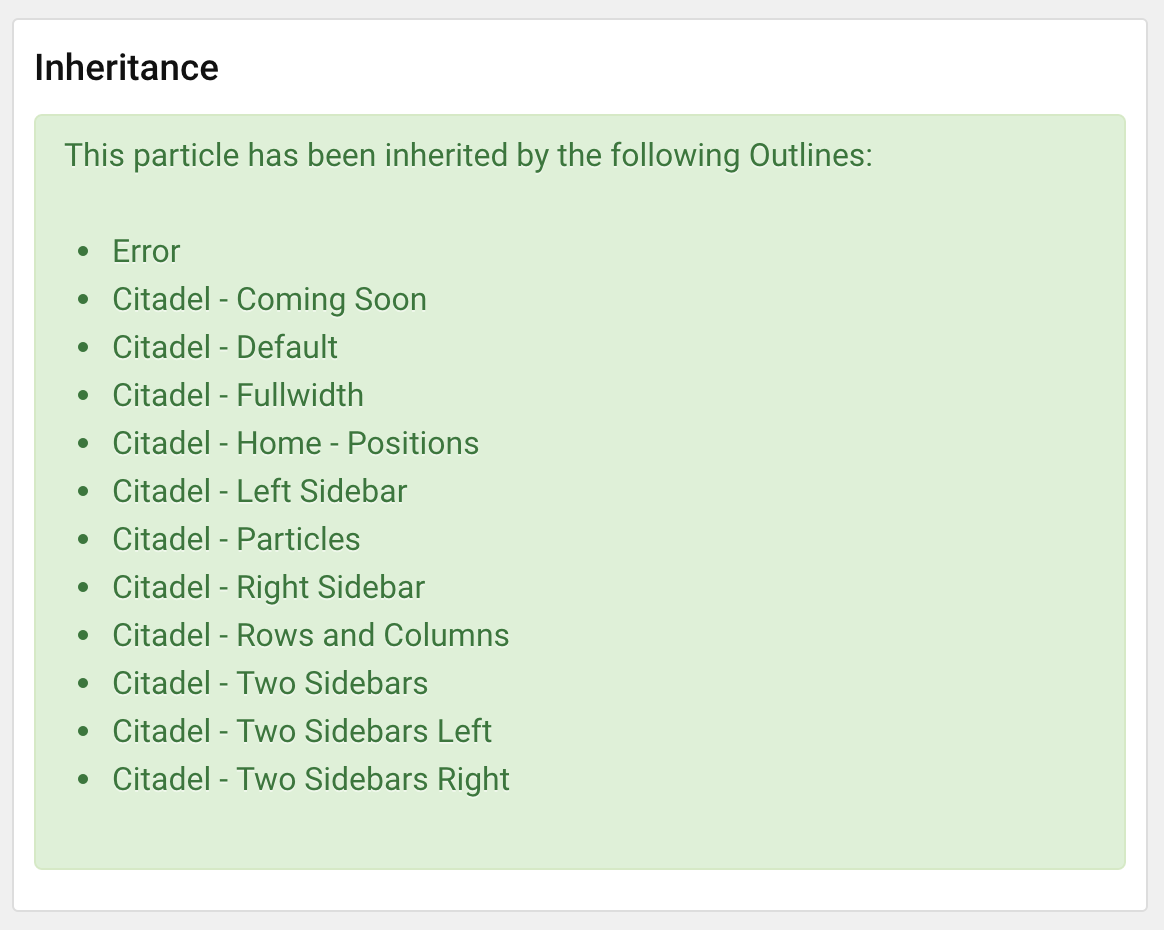 Inheritance
This particle has been inherited by the following Outlines:
• Error
• Citadel - Coming Soon
• Citadel - Default
• Citadel - Fullwidth
• Citadel - Home - Positions
• Citadel - Left Sidebar
• Citadel - Particles
• Citadel - Right Sidebar
• Citadel - Rows and Columns
• Citadel - Two Sidebars
• Citadel - Two Sidebars Left
• Citadel - Two Sidebars Right